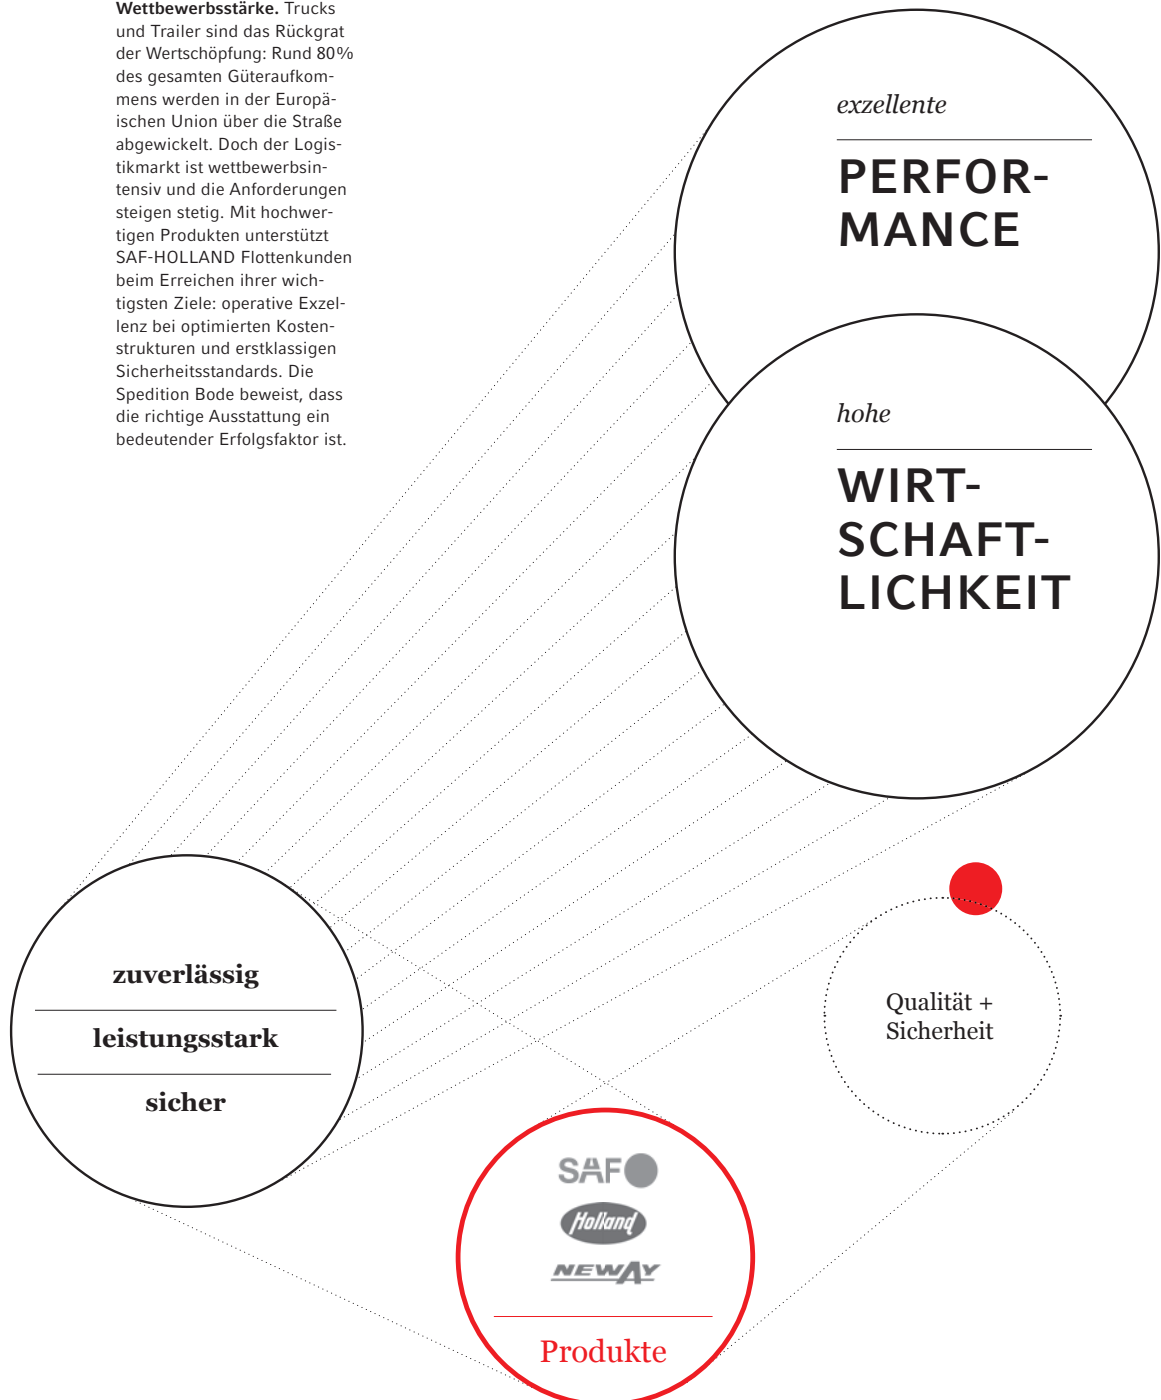 Wettbewerbsstärke. Trucks
und Trailer sind das Rückgrat
der Wertschöpfung: Rund 80%
des gesamten Güteraufkom-
mens werden in der Europä-
ischen Union über die Straße
abgewickelt. Doch der Logis-
tikmarkt ist wettbewerbsin-
tensiv und die Anforderungen
steigen stetig. Mit hochwer-
tigen Produkten unterstützt
SAF-HOLLAND Flottenkunden
beim Erreichen ihrer wich-
tigsten Ziele: operative Exzel-
lenz bei optimierten Kosten-
strukturen und erstklassigen
Sicherheitsstandards. Die
Spedition Bode beweist, dass
die richtige Ausstattung ein
bedeutender Erfolgsfaktor ist.
exzellente
PERFOR-
MANCE
hohe
WIRT-
SCHAFT-
LICHKEIT
zuverlässig
leistungsstark
sicher
Qualität +
Sicherheit
SAF
Holland
NEWAY
Produkte